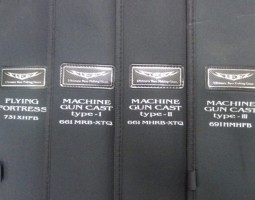 FLYING
FORTRESS
731XHFB
MACHINE
GUN CAST
type-I
661MRB-XTQ
MACHINE
GUN CAST
type-II
661MHRB-XTQ
MACHINE
GUN CAST
type-III
691MMHFB